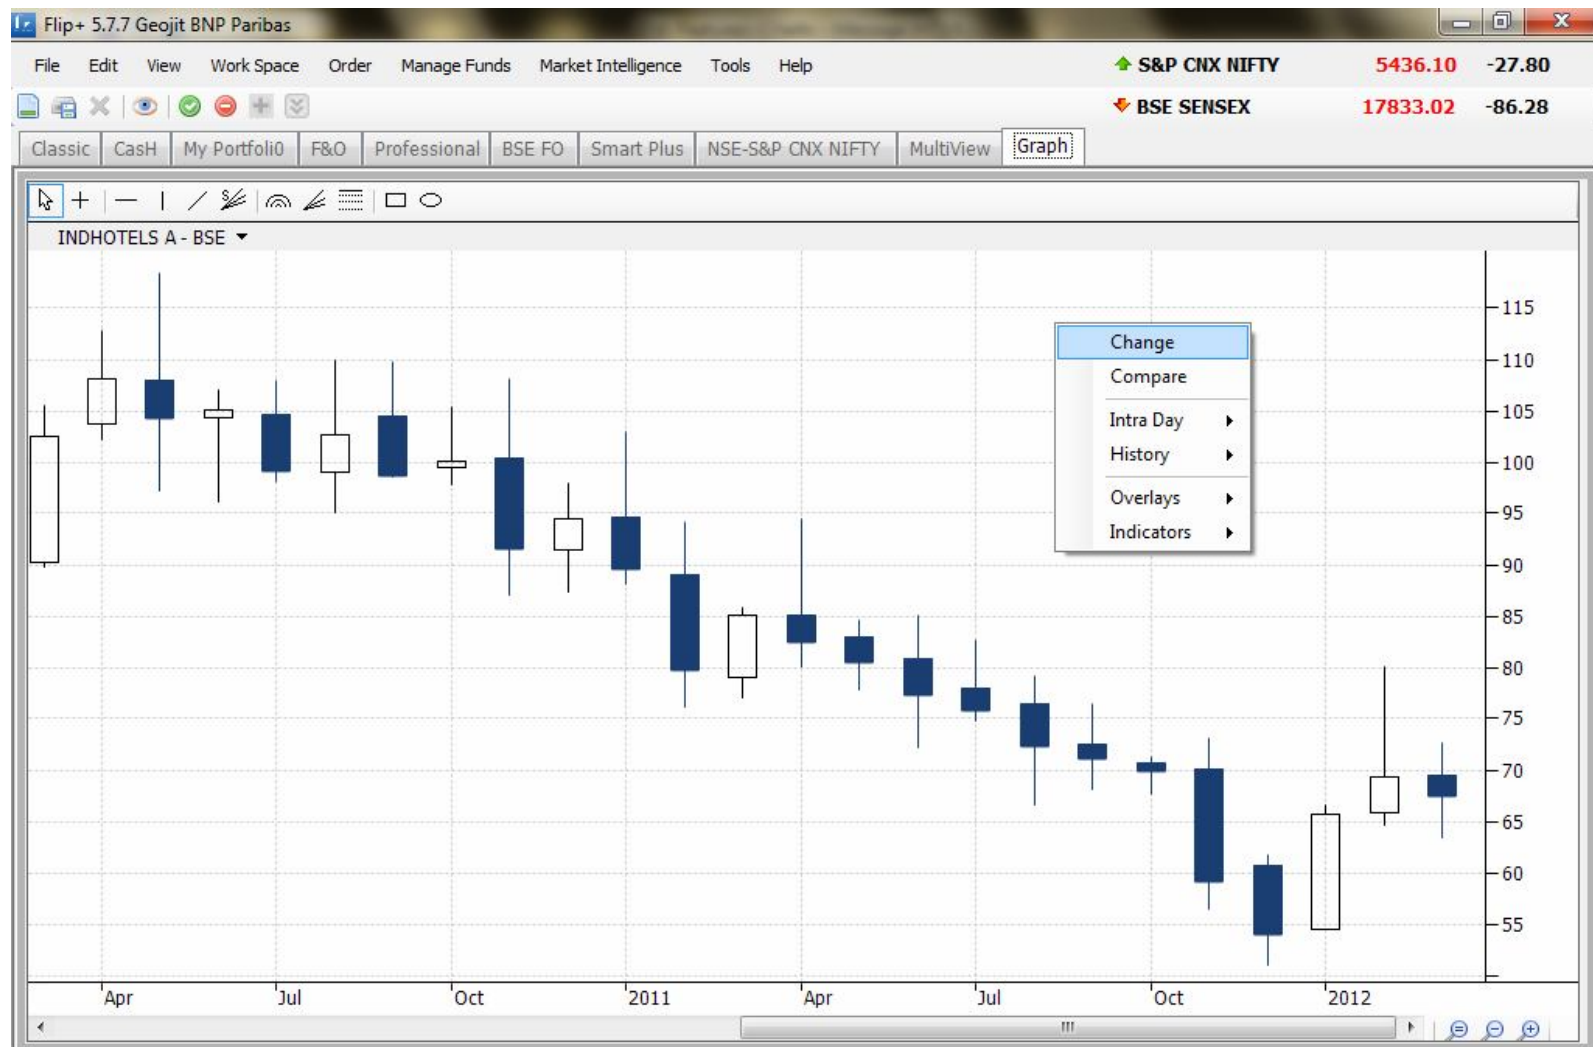 Flip+ 5.7.7 Geojit BNP Paribas
File Edit View Work Space Order Manage Funds Market Intelligence Tools Help
S&P CNX NIFTY 5436.10 -27.80
BSE SENSEX 17833.02 -86.28
Classic CasH My Portfoli0 F&O Professional BSE FO Smart Plus NSE-S&P CNX NIFTY MultiView Graph
INDHOTELS A - BSE
115
110
105
100
95
90
85
80
75
70
65
60
55
Change
Compare
Intra Day
History
Overlays
Indicators
Apr Jul Oct 2011 Apr Jul Oct 2012